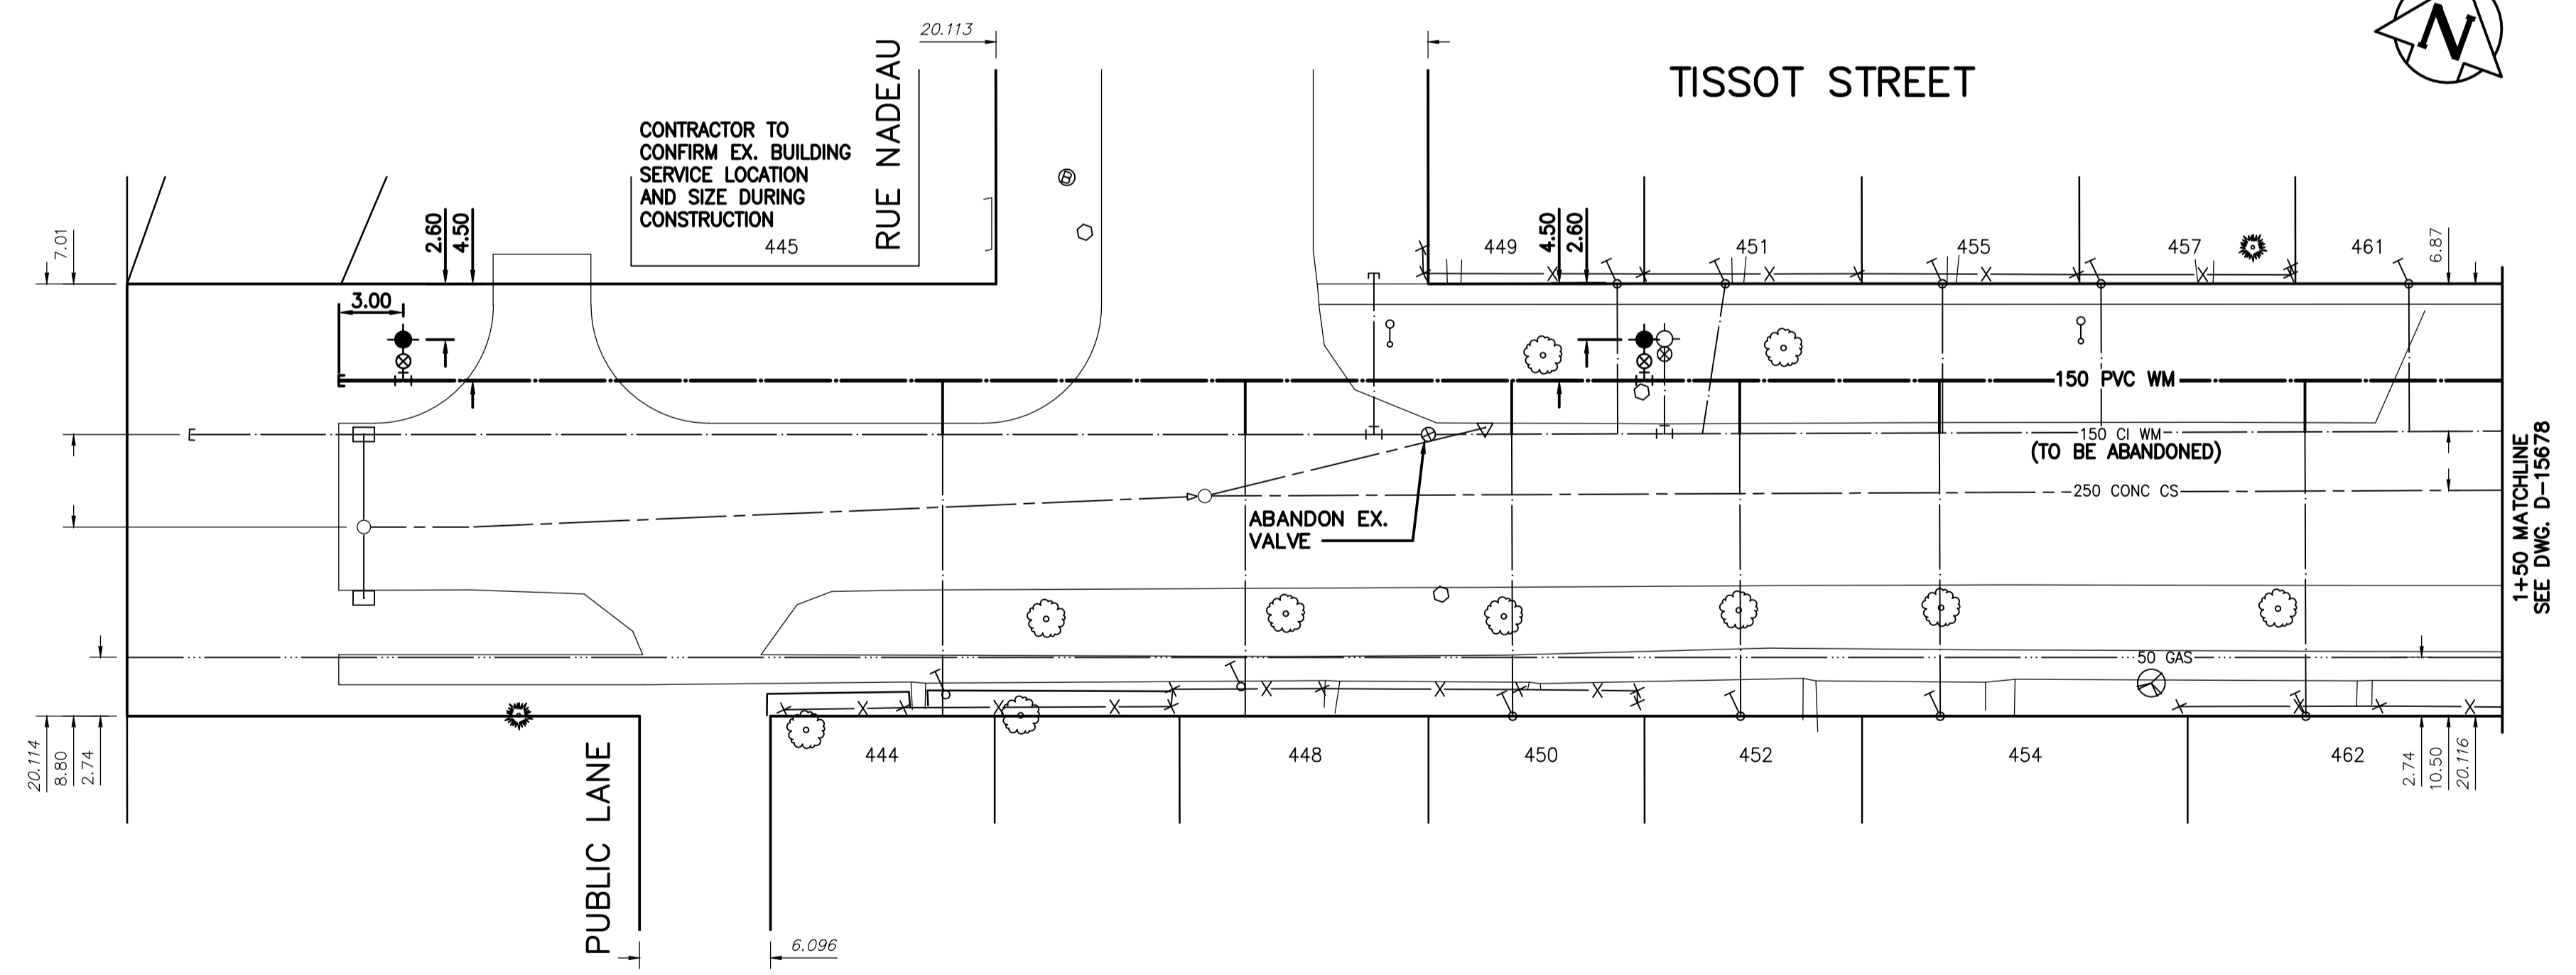 20.113
N
TISSOT STREET
RUE NADEAU
CONTRACTOR TO
CONFIRM EX. BUILDING
SERVICE LOCATION
AND SIZE DURING
CONSTRUCTION
445
7.01
2.60
4.50
3.00
B
449
4.50
2.60
451
455
457
461
6.87
150 PVC WM
150 CI WM
(TO BE ABANDONED)
250 CONC CS
ABANDON EX.
VALVE
1+50 MATCHLINE
SEE DWG. D-15678
50 GAS
20.114
8.80
2.74
PUBLIC LANE
444
448
450
452
454
462
2.74
10.50
20.116
6.096